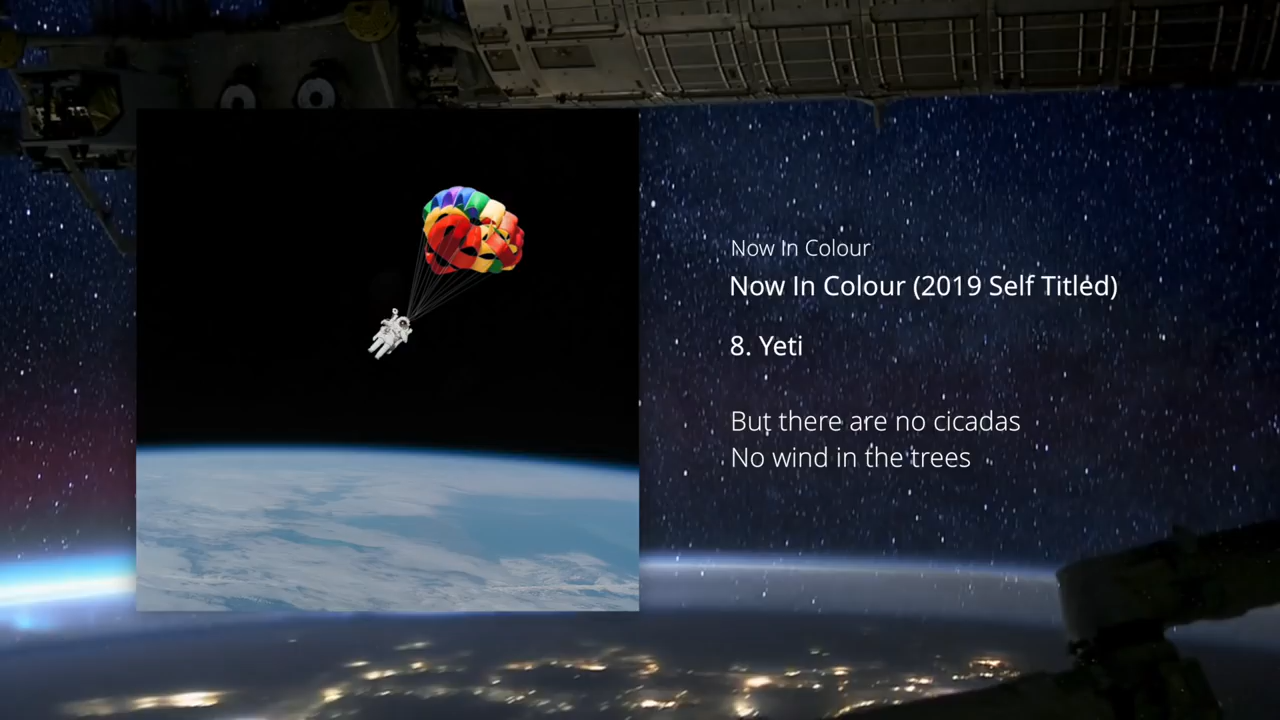 Now In Colour
Now In Colour (2019 Self Titled)
8. Yeti
But there are no cicadas
No wind in the trees